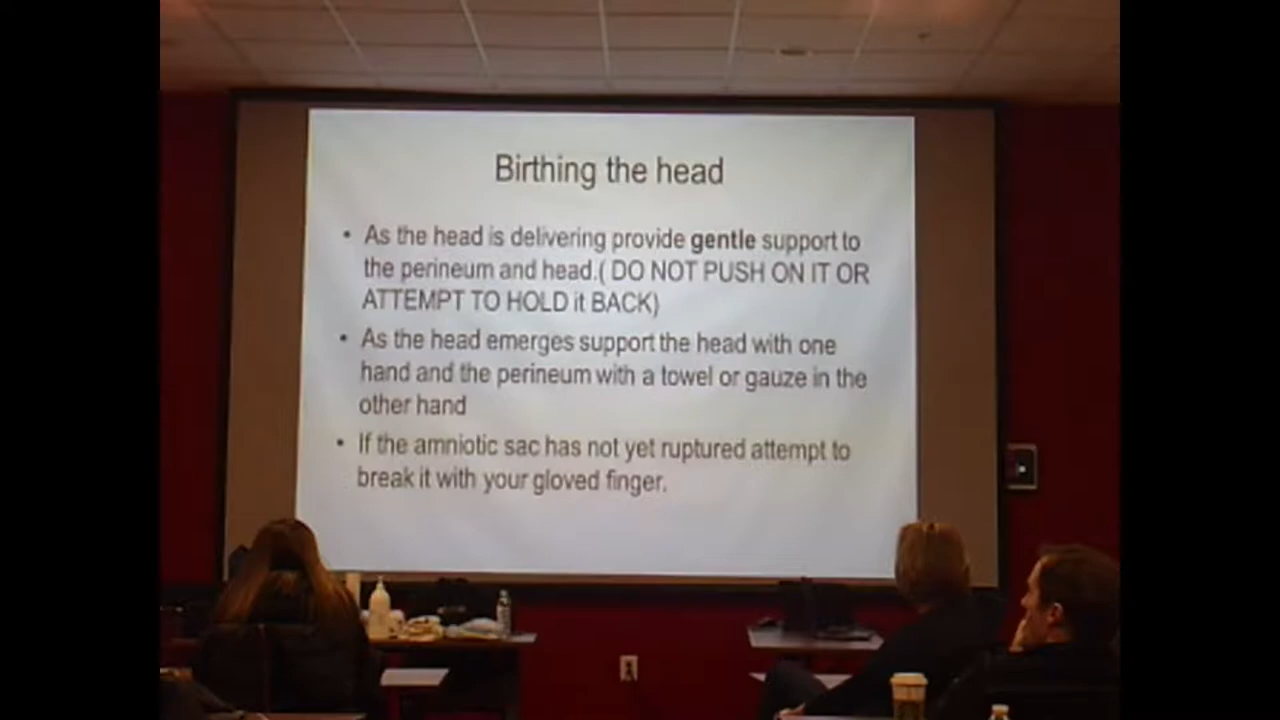 Birthing the head
• As the head is delivering provide gentle support to
the perineum and head.( DO NOT PUSH ON IT OR
ATTEMPT TO HOLD it BACK)
• As the head emerges support the head with one
hand and the perineum with a towel or gauze in the
other hand
• If the amniotic sac has not yet ruptured attempt to
break it with your gloved finger.